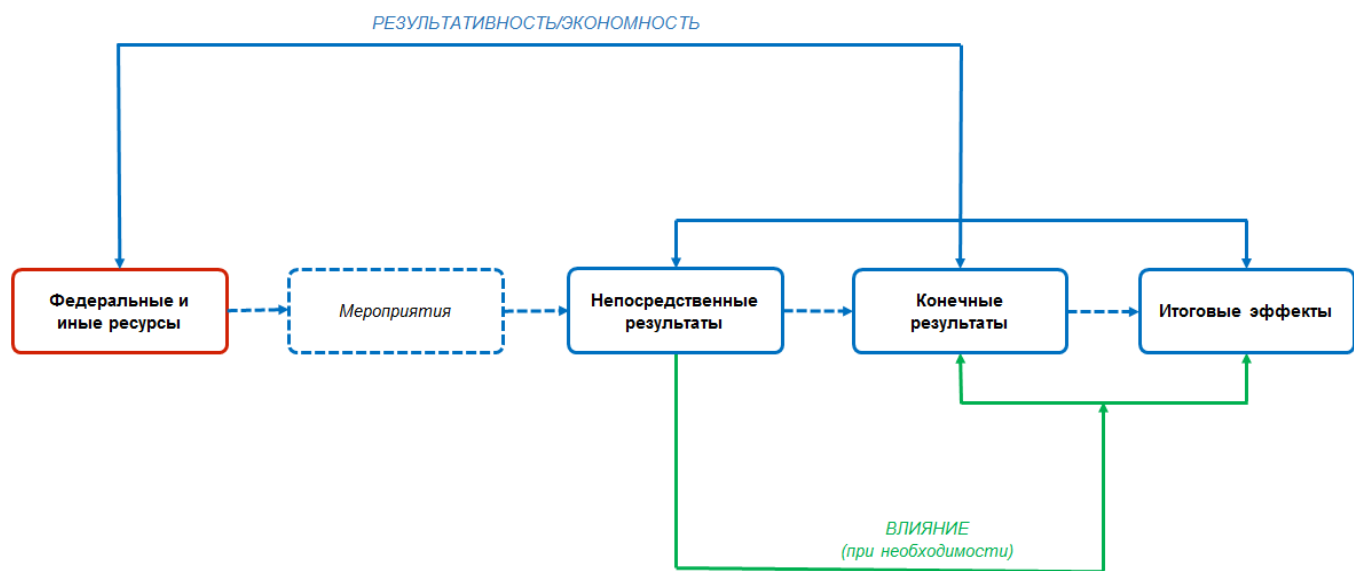 РЕЗУЛЬТАТИВНОСТЬ/ЭКОНОМНОСТЬ
Федеральные и
иные ресурсы
Мероприятия
Непосредственные
результаты
Конечные
результаты
Итоговые эффекты
ВЛИЯНИЕ
(при необходимости)